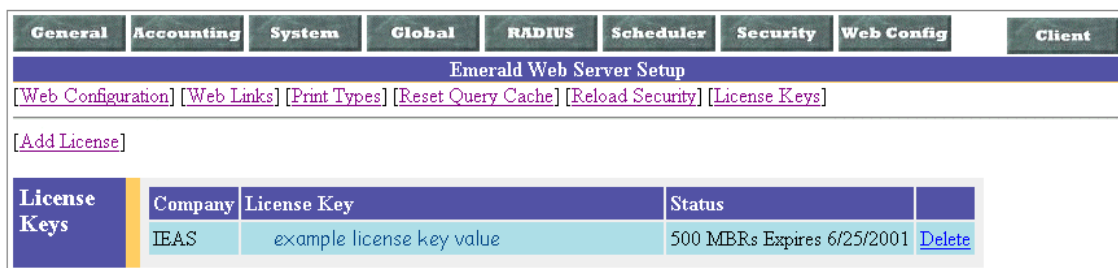 General Accounting System Global RADIUS Scheduler Security Web Config Client
Emerald Web Server Setup
[Web Configuration] [Web Links] [Print Types] [Reset Query Cache] [Reload Security] [License Keys]
[Add License]
License Keys
Company License Key Status
IEAS example license key value 500 MBRs Expires 6/25/2001 Delete